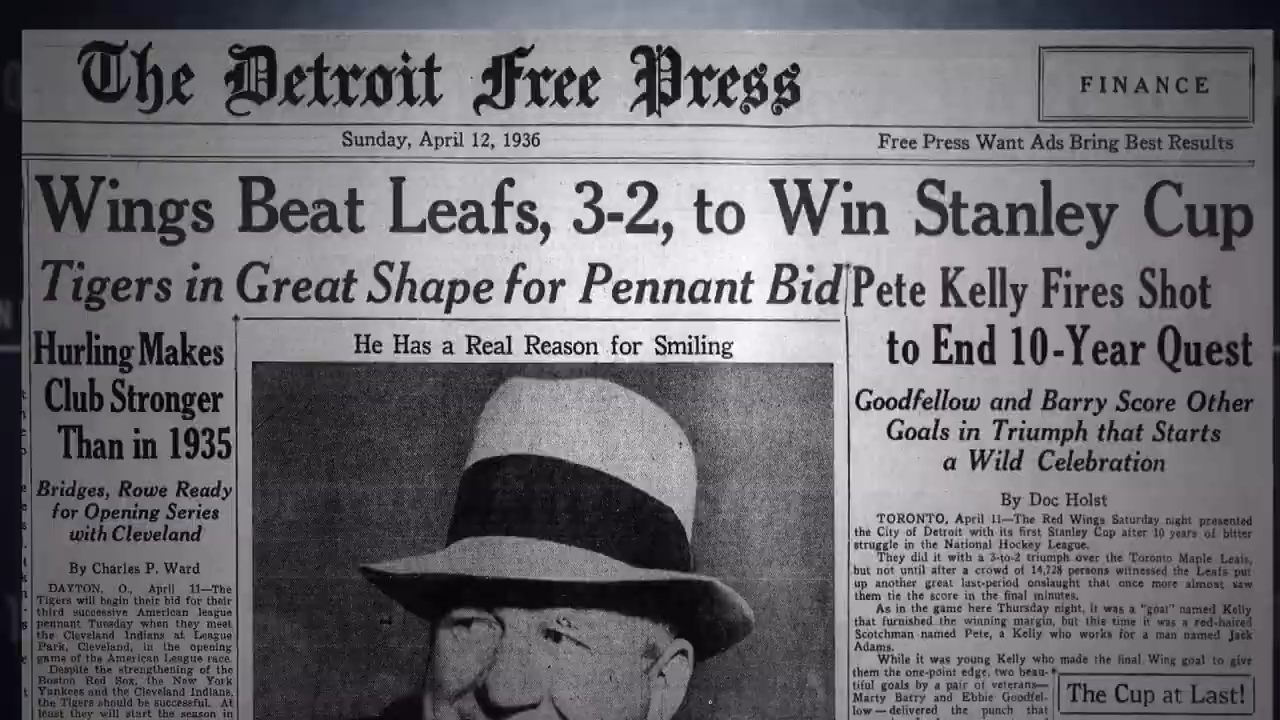 The Detroit Free Press
FINANCE
Sunday, April 12, 1936
Free Press Want Ads Bring Best Results
Wings Beat Leafs, 3-2, to Win Stanley Cup
Tigers in Great Shape for Pennant Bid
Hurling Makes
Club Stronger
Than in 1935
Bridges, Rowe Ready
for Opening Series
with Cleveland
By Charles P. Ward
DAYTON, O., April 11—The
Tigers will begin their bid for their
third successive American league
pennant Tuesday when they meet
the Cleveland Indians at League
Park, Cleveland, in the opening
game of the American League race.
Despite the strengthening of the
Boston Red Sox, the New York
Yankees and the Cleveland Indians,
the Tigers should be successful. At
least they will start the season in
He Has a Real Reason for Smiling
Pete Kelly Fires Shot
to End 10-Year Quest
Goodfellow and Barry Score Other
Goals in Triumph that Starts
a Wild Celebration
By Doc Holst
TORONTO, April 11—The Red Wings Saturday night presented
the City of Detroit with its first Stanley Cup after 10 years of bitter
struggle in the National Hockey League.
They did it with a 3-to-2 triumph over the Toronto Maple Leafs,
but not until after a crowd of 14,728 persons witnessed the Leafs put
up another great last-period onslaught that once more almost saw
them tie the score in the final minutes.
As in the game here Thursday night, it was a "goal" named Kelly
that furnished the winning margin, but this time it was a red-haired
Scotchman named Pete, a Kelly who works for a man named Jack
Adams.
While it was young Kelly who made the final Wing goal to give
them the one-point edge, two beau-
tiful goals by a pair of veterans—
Marty Barry and Ebbie Goodfel-
low—delivered the punch that
The Cup at Last!